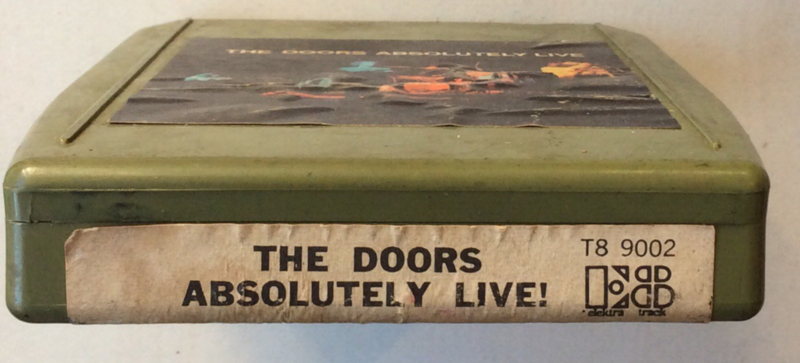 THE DOORS ABSOLUTELY LIVE
THE DOORS
ABSOLUTELY LIVE!
T8 9002
elektra track